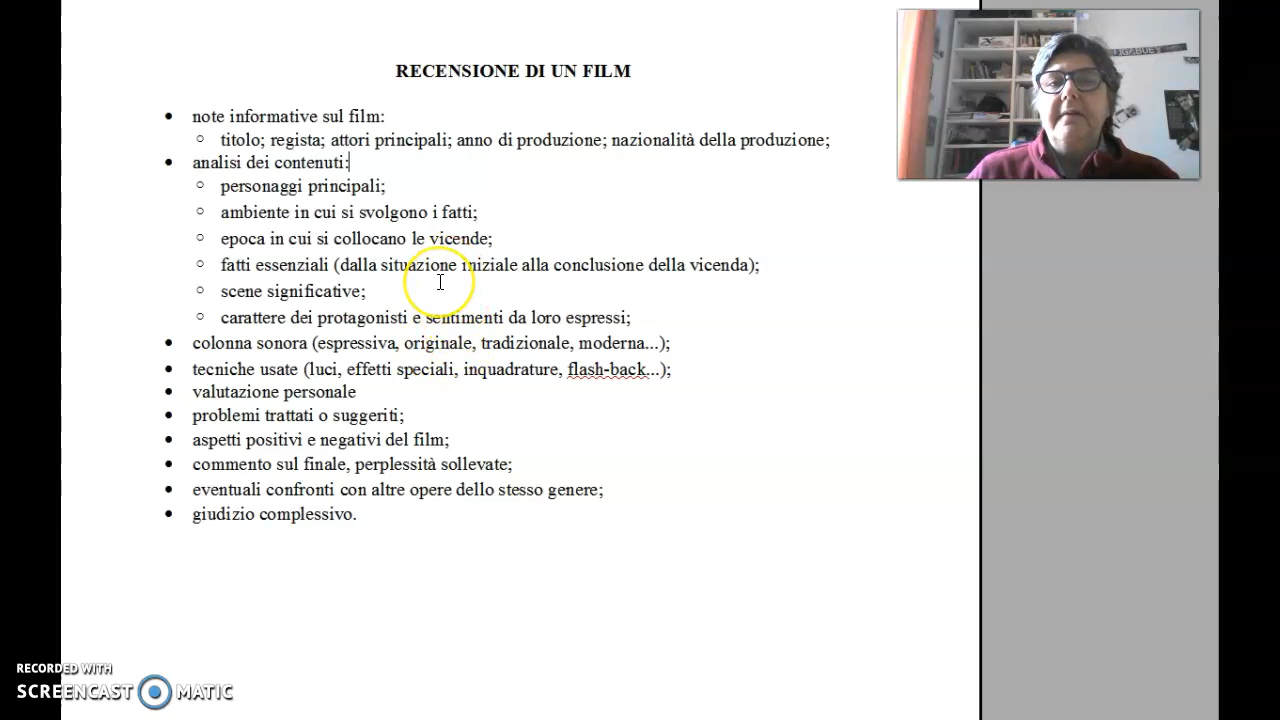 RECENSIONE DI UN FILM
• note informative sul film:
○ titolo; regista; attori principali; anno di produzione; nazionalità della produzione;
• analisi dei contenuti:
○ personaggi principali;
○ ambiente in cui si svolgono i fatti;
○ epoca in cui si collocano le vicende;
○ fatti essenziali (dalla situazione iniziale alla conclusione della vicenda);
○ scene significative;
○ carattere dei protagonisti e sentimenti da loro espressi;
• colonna sonora (espressiva, originale, tradizionale, moderna...);
• tecniche usate (luci, effetti speciali, inquadrature, flash-back...);
• valutazione personale
• problemi trattati o suggeriti;
• aspetti positivi e negativi del film;
• commento sul finale, perplessità sollevate;
• eventuali confronti con altre opere dello stesso genere;
• giudizio complessivo.
RECORDED WITH
SCREENCAST MATIC